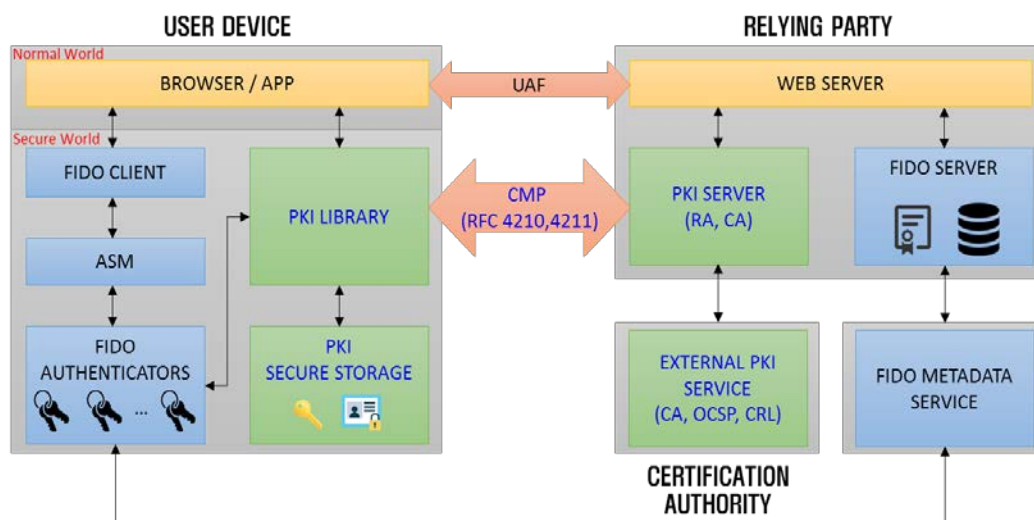 USER DEVICE
RELYING PARTY
Normal World
BROWSER / APP
UAF
WEB SERVER
Secure World
FIDO CLIENT
PKI LIBRARY
ASM
CMP
(RFC 4210,4211)
PKI SERVER
(RA, CA)
FIDO SERVER
FIDO
AUTHENTICATORS
...
PKI
SECURE STORAGE
EXTERNAL PKI
SERVICE
(CA, OCSP, CRL)
FIDO METADATA
SERVICE
CERTIFICATION
AUTHORITY